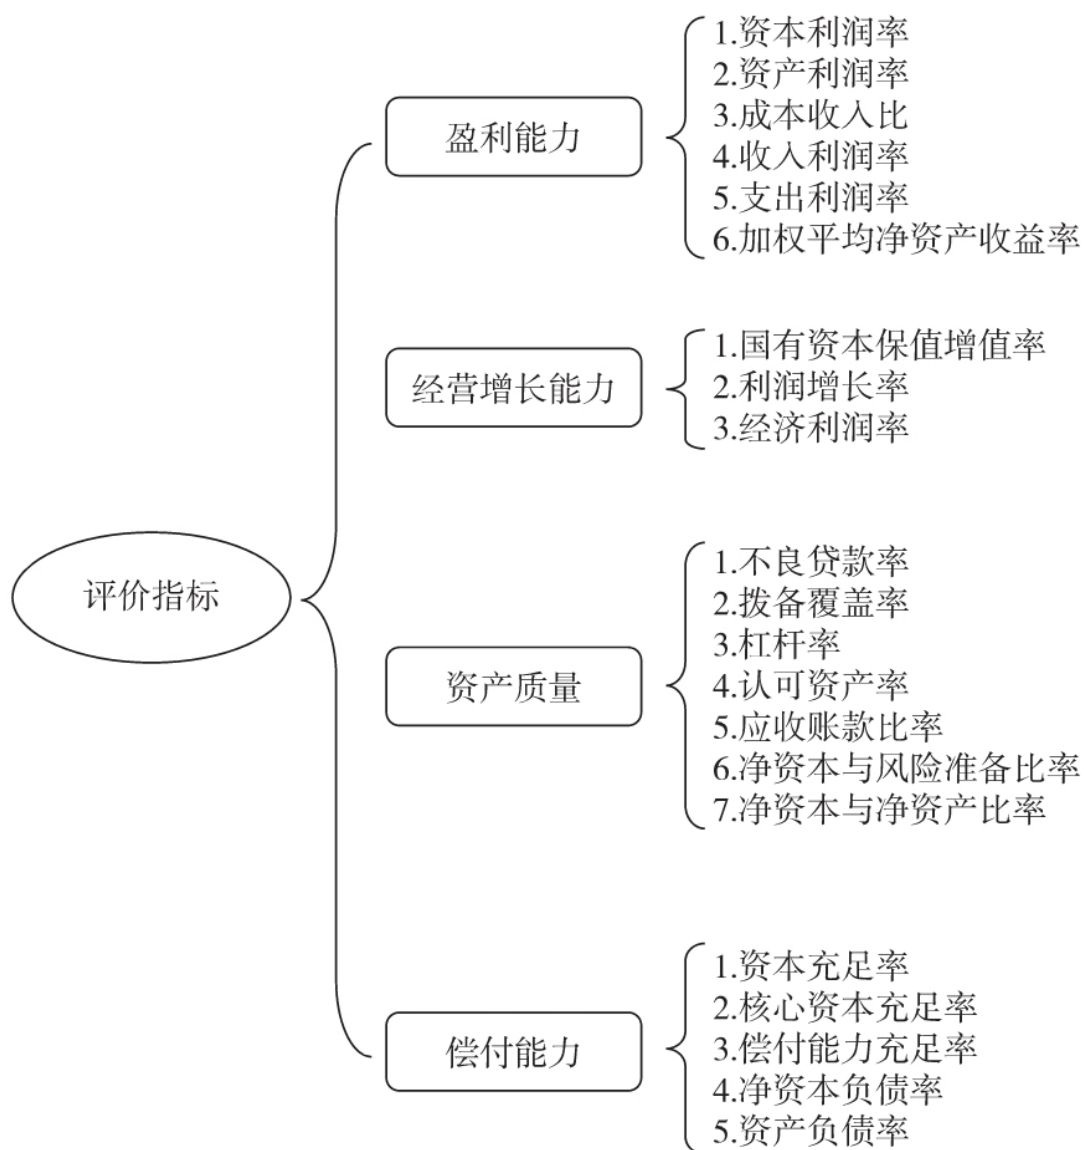 评价指标
盈利能力
1.资本利润率
2.资产利润率
3.成本收入比
4.收入利润率
5.支出利润率
6.加权平均净资产收益率
经营增长能力
1.国有资本保值增值率
2.利润增长率
3.经济利润率
资产质量
1.不良贷款率
2.拨备覆盖率
3.杠杆率
4.认可资产率
5.应收账款比率
6.净资本与风险准备比率
7.净资本与净资产比率
偿付能力
1.资本充足率
2.核心资本充足率
3.偿付能力充足率
4.净资本负债率
5.资产负债率